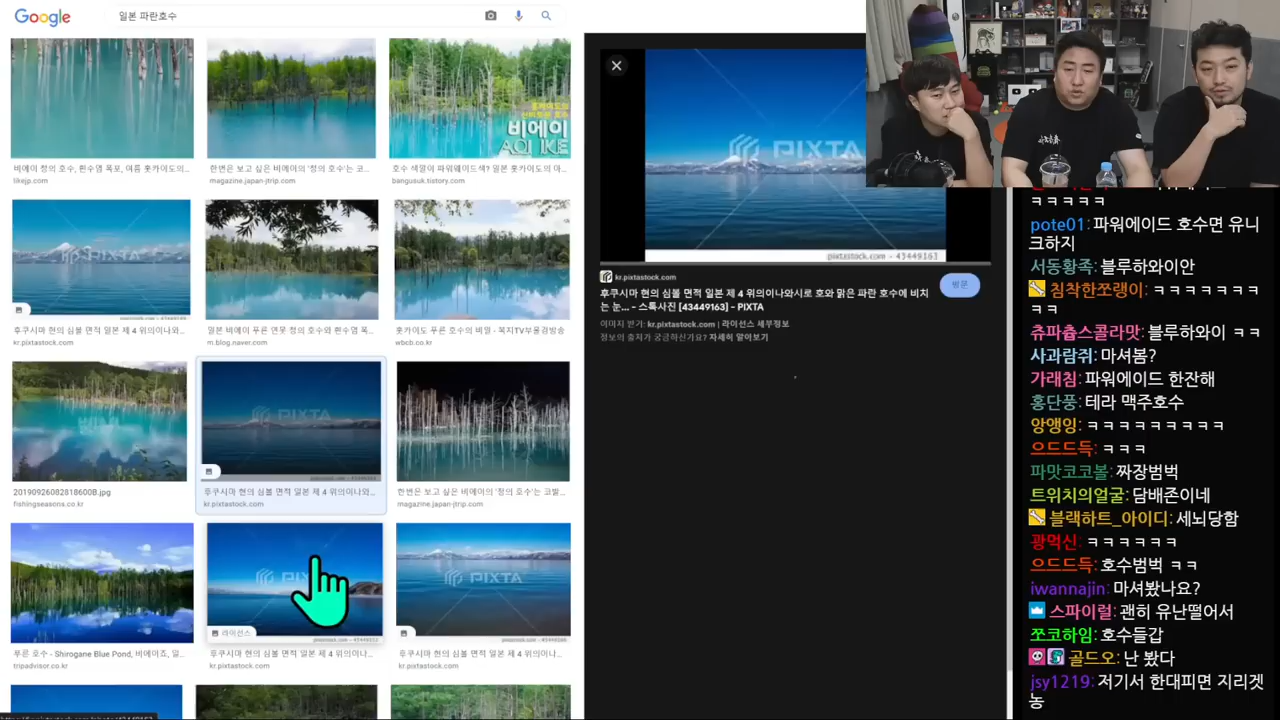 Google
일본 파란호수
비에이 청의 호수, 흰수염 폭포, 여름 홋카이도의...
likejp.com
한번은 보고 싶은 비에이의 '청의 호수'는 코...
magazine.japan-jtrip.com
비에이
AOI IKE
호수 색깔이 파워웨이드색? 일본 홋카이도의 아...
bangusuk.tistory.com
PIXTA
후쿠시마 현의 심볼 면적 일본 제 4 위의이나와...
kr.pixtastock.com
일본 비에이 푸른 연못 청의 호수와 흰수염 폭...
m.blog.naver.com
홋카이도 푸른 호수의 비밀 - 복지TV부울경방송
wbcb.co.kr
20190926082818600B.jpg
fishingseasons.co.kr
PIXTA
후쿠시마 현의 심볼 면적 일본 제 4 위의이나와...
kr.pixtastock.com
한번은 보고 싶은 비에이의 '청의 호수'는 코발...
magazine.japan-jtrip.com
푸른 호수 - Shirogane Blue Pond, 비에이죠, 일...
tripadvisor.co.kr
라이선스
후쿠시마 현의 심볼 면적 일본 제 4 위의이나...
kr.pixtastock.com
PIXTA
후쿠시마 현의 심볼 면적 일본 제 4 위의이나와...
kr.pixtastock.com
PIXTA
pixtastock.com - 43449163
kr.pixtastock.com
후쿠시마 현의 심볼 면적 일본 제 4 위의이나와시로 호와 맑은 파란 호수에 비치
는 눈... - 스톡사진 [43449163] - PIXTA
방문
이미지 받기: kr.pixtastock.com | 라이선스 세부정보
정보의 출처가 궁금하신가요? 자세히 알아보기
ㅋㅋㅋㅋㅋ
pote01: 파워에이드 호수면 유니
크하지
서동황족: 블루하와이안
침착한쪼랭이: ㅋㅋㅋㅋㅋㅋㅋ
ㅋㅋ
츄파츕스콜라맛: 블루하와이 ㅋㅋ
사과람쥐: 마셔봄?
가래침: 파워에이드 한잔해
홍단풍: 테라 맥주호수
앙앵잉: ㅋㅋㅋㅋㅋㅋㅋㅋㅋ
으드드득: ㅋㅋㅋ
파맛코코볼: 짜장범벅
트위치의얼굴: 담배존이네
블랙하트_아이디: 세뇌당함
광먹신: ㅋㅋㅋㅋㅋㅋ
으드드득: 호수범벅 ㅋㅋ
iwannajin: 마셔봤나요?
스파이럴: 괜히 유난떨어서
쪼코하임: 호수들갑
골드오: 난 봤다
jsy1219: 저기서 한대피면 지리겟
농